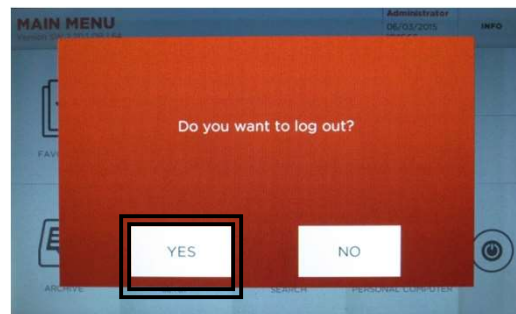 MAIN MENU
Administrator
06/03/2015
INFO
Do you want to log out?
FAV
YES
NO
ARCHIVE
SEARCH
PERSONAL COMPUTER